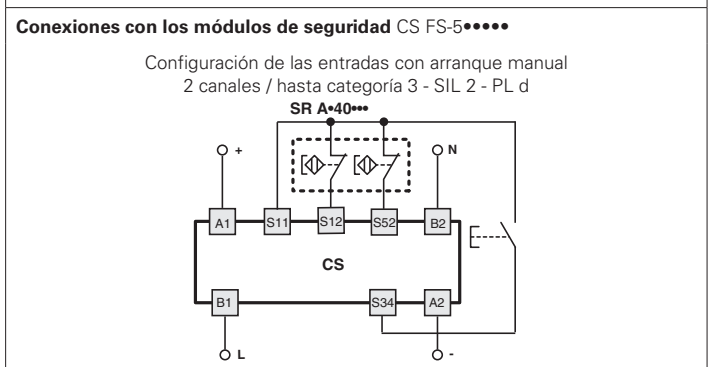 Conexiones con los módulos de seguridad CS FS-5•••••
Configuración de las entradas con arranque manual
2 canales / hasta categoría 3 - SIL 2 - PL d
SR A•40•••
+
N
A1
S11
S12
S52
B2
CS
B1
S34
A2
L
-